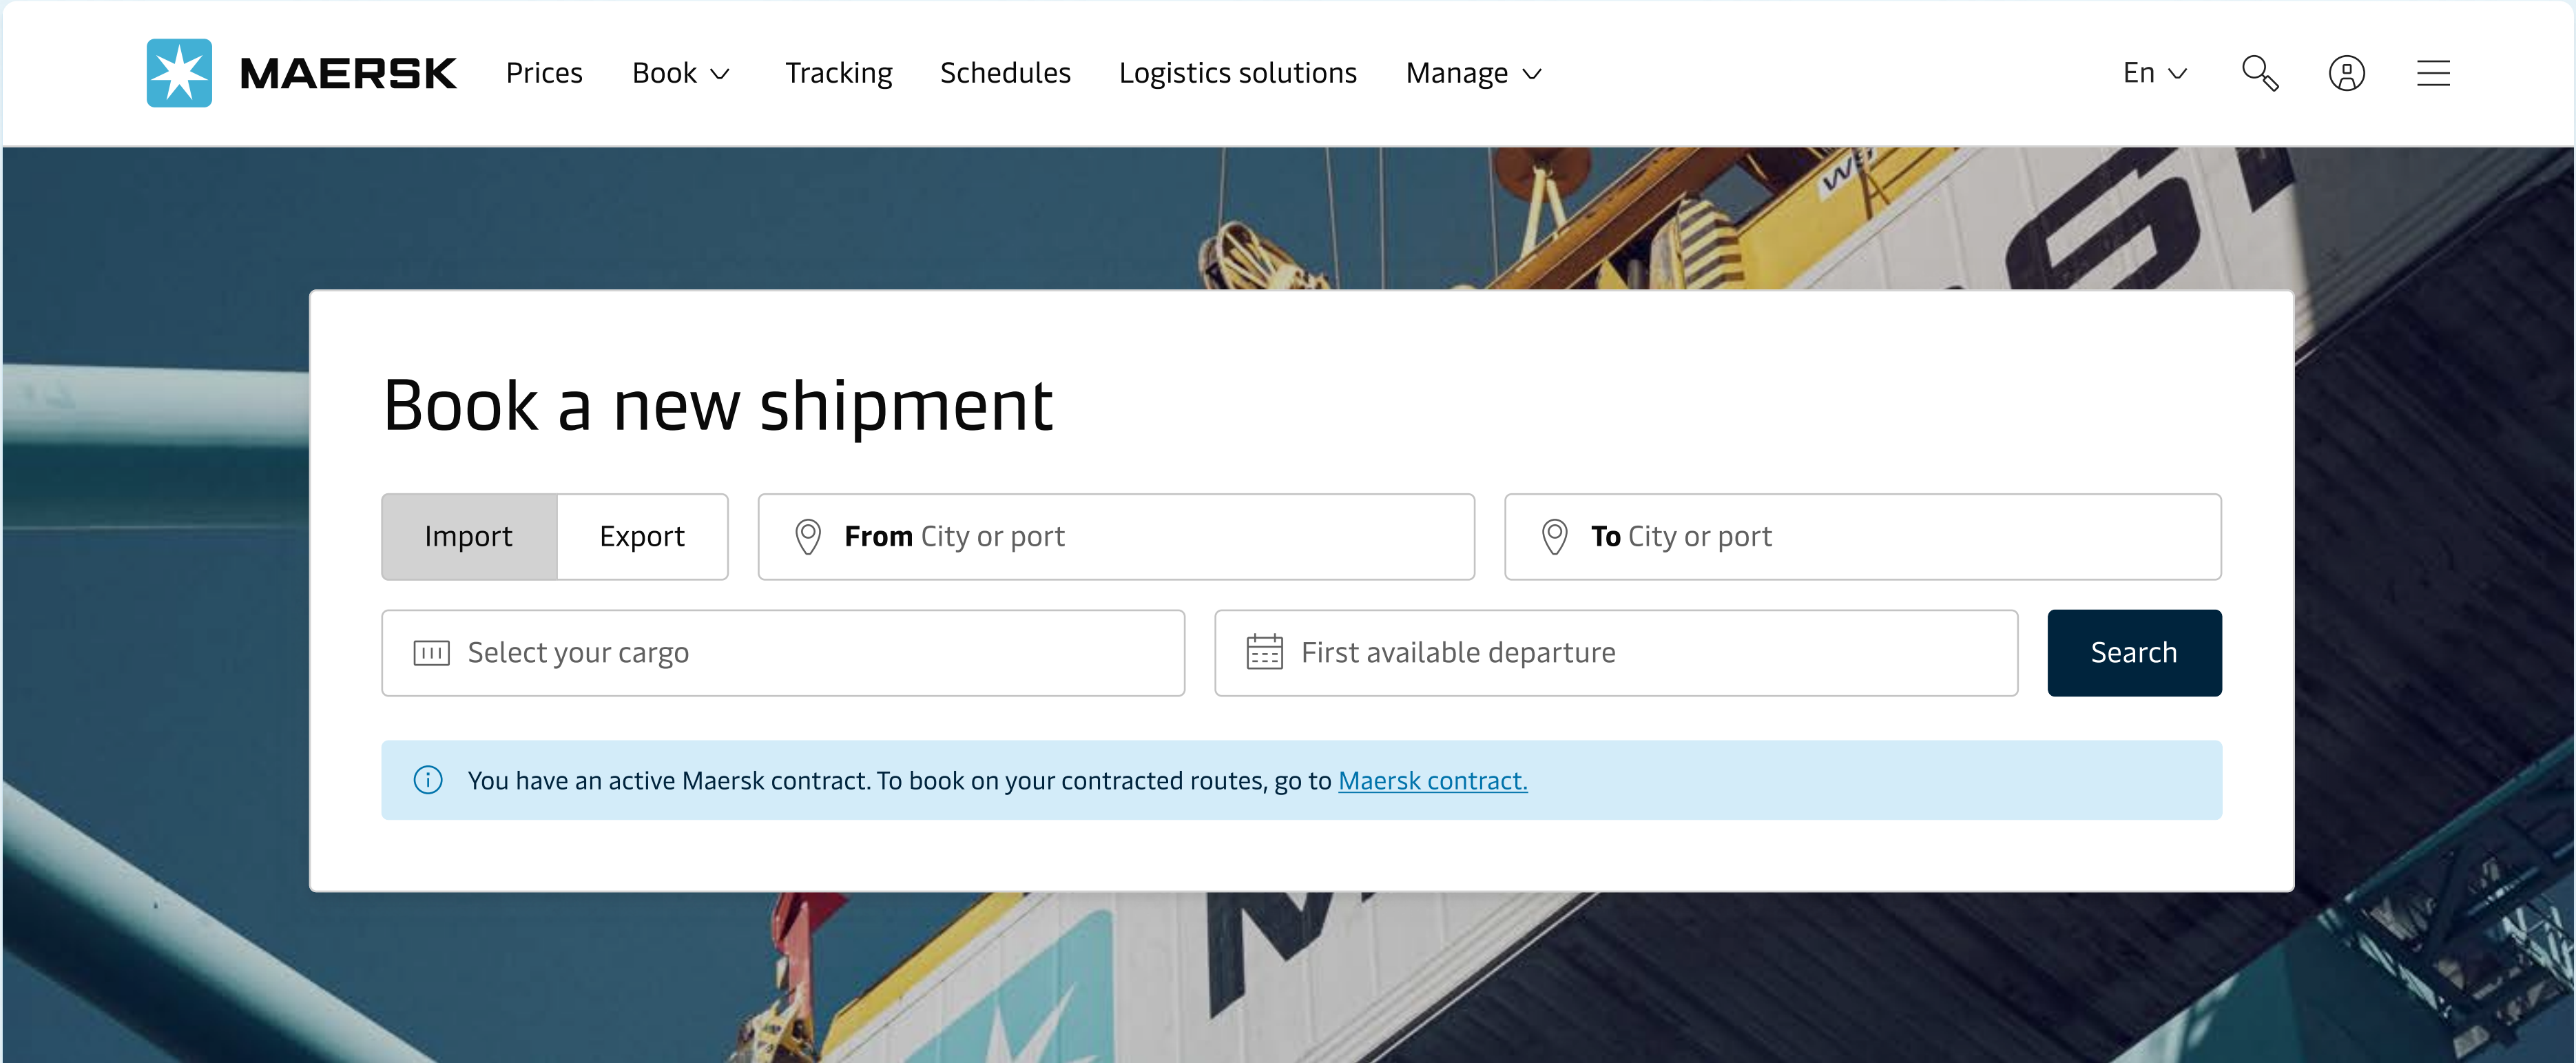 MAERSK Prices Book Tracking Schedules Logistics solutions Manage En
Book a new shipment
Import Export From City or port To City or port
Select your cargo First available departure Search
You have an active Maersk contract. To book on your contracted routes, go to Maersk contract.